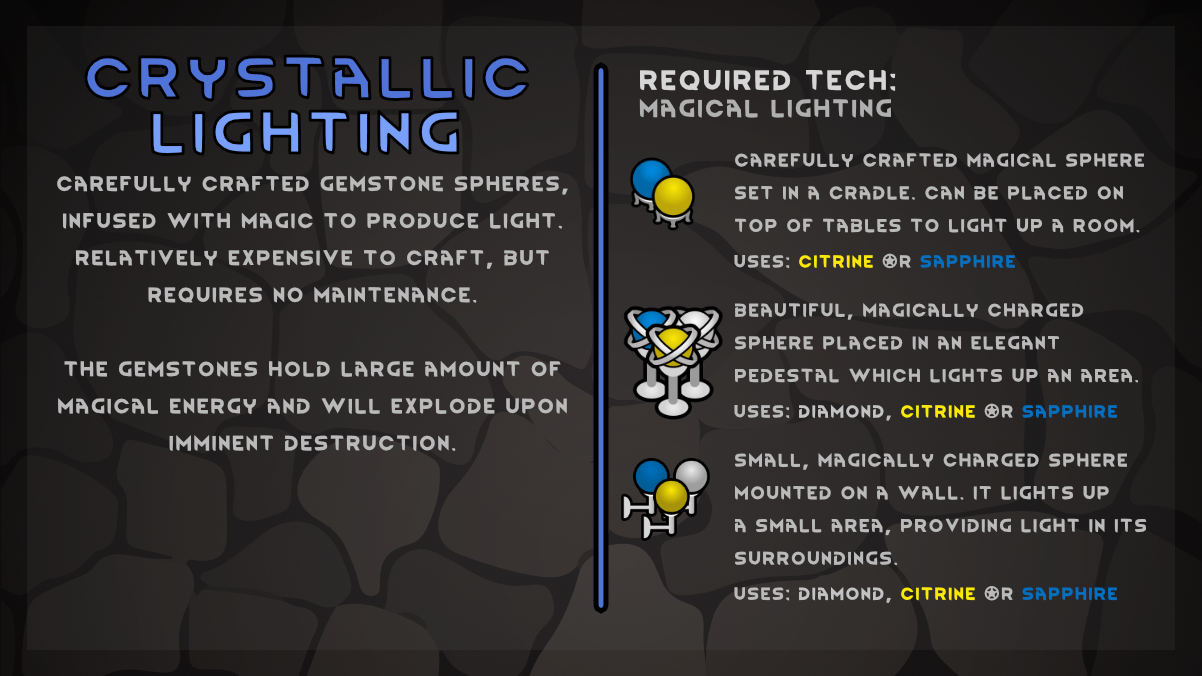 CRYSTALLIC
LIGHTING
CAREFULLY CRAFTED GEMSTONE SPHERES,
INFUSED WITH MAGIC TO PRODUCE LIGHT.
RELATIVELY EXPENSIVE TO CRAFT, BUT
REQUIRES NO MAINTENANCE.
THE GEMSTONES HOLD LARGE AMOUNT OF
MAGICAL ENERGY AND WILL EXPLODE UPON
IMMINENT DESTRUCTION.
REQUIRED TECH:
MAGICAL LIGHTING
CAREFULLY CRAFTED MAGICAL SPHERE
SET IN A CRADLE. CAN BE PLACED ON
TOP OF TABLES TO LIGHT UP A ROOM.
USES: CITRINE OR SAPPHIRE
BEAUTIFUL, MAGICALLY CHARGED
SPHERE PLACED IN AN ELEGANT
PEDESTAL WHICH LIGHTS UP AN AREA.
USES: DIAMOND, CITRINE OR SAPPHIRE
SMALL, MAGICALLY CHARGED SPHERE
MOUNTED ON A WALL. IT LIGHTS UP
A SMALL AREA, PROVIDING LIGHT IN ITS
SURROUNDINGS.
USES: DIAMOND, CITRINE OR SAPPHIRE